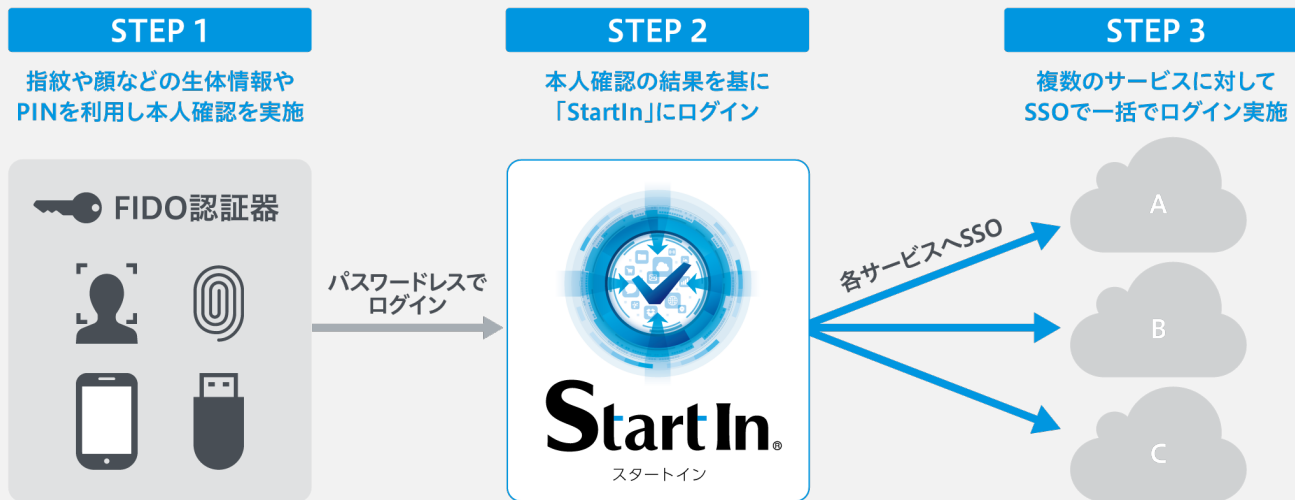 STEP 1
指紋や顔などの生体情報や
PINを利用し本人確認を実施
FIDO認証器
パスワードレスで
ログイン
STEP 2
本人確認の結果を基に
「StartIn」にログイン
Start In®
スタートイン
各サービスへSSO
STEP 3
複数のサービスに対して
SSOで一括でログイン実施
A
B
C